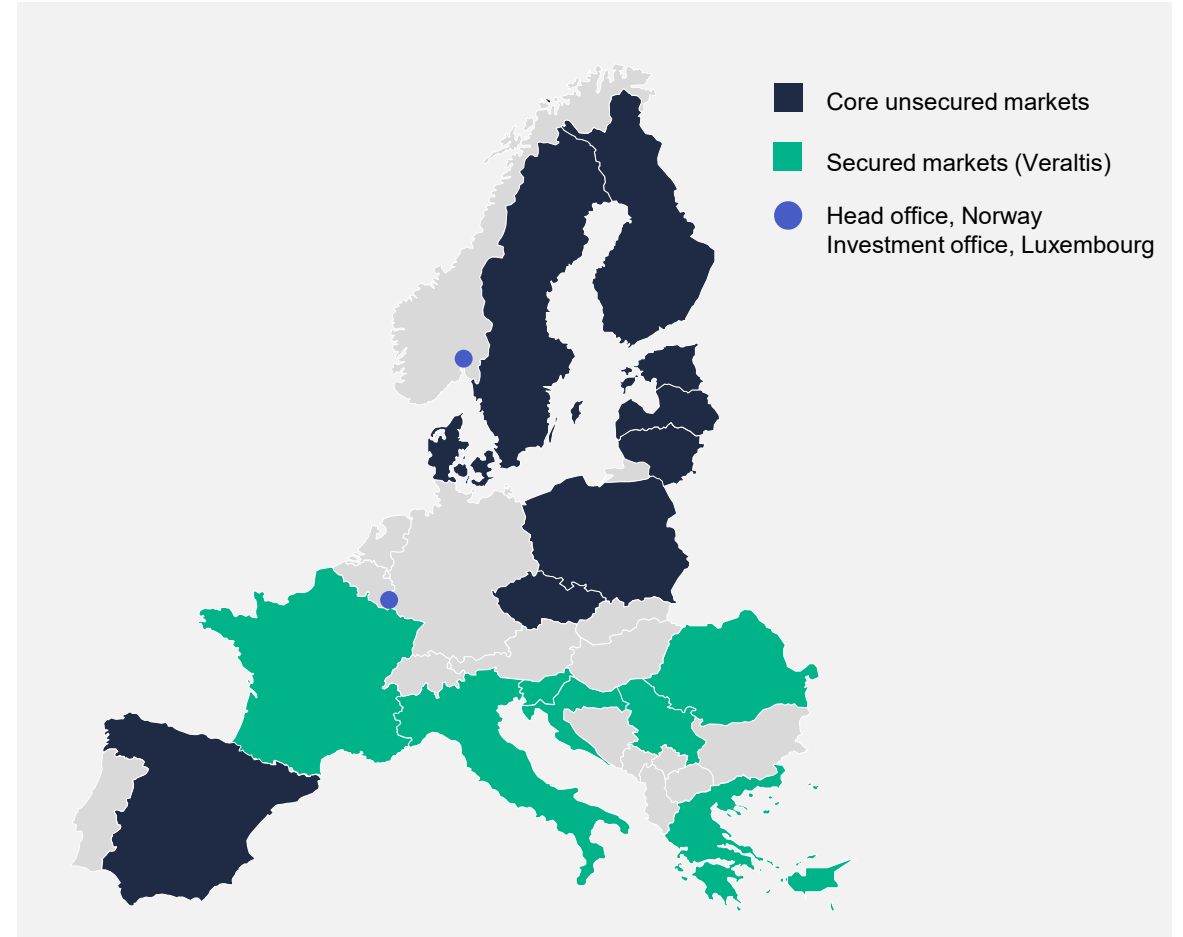 Core unsecured markets
Secured markets (Veraltis)
Head office, Norway
Investment office, Luxembourg